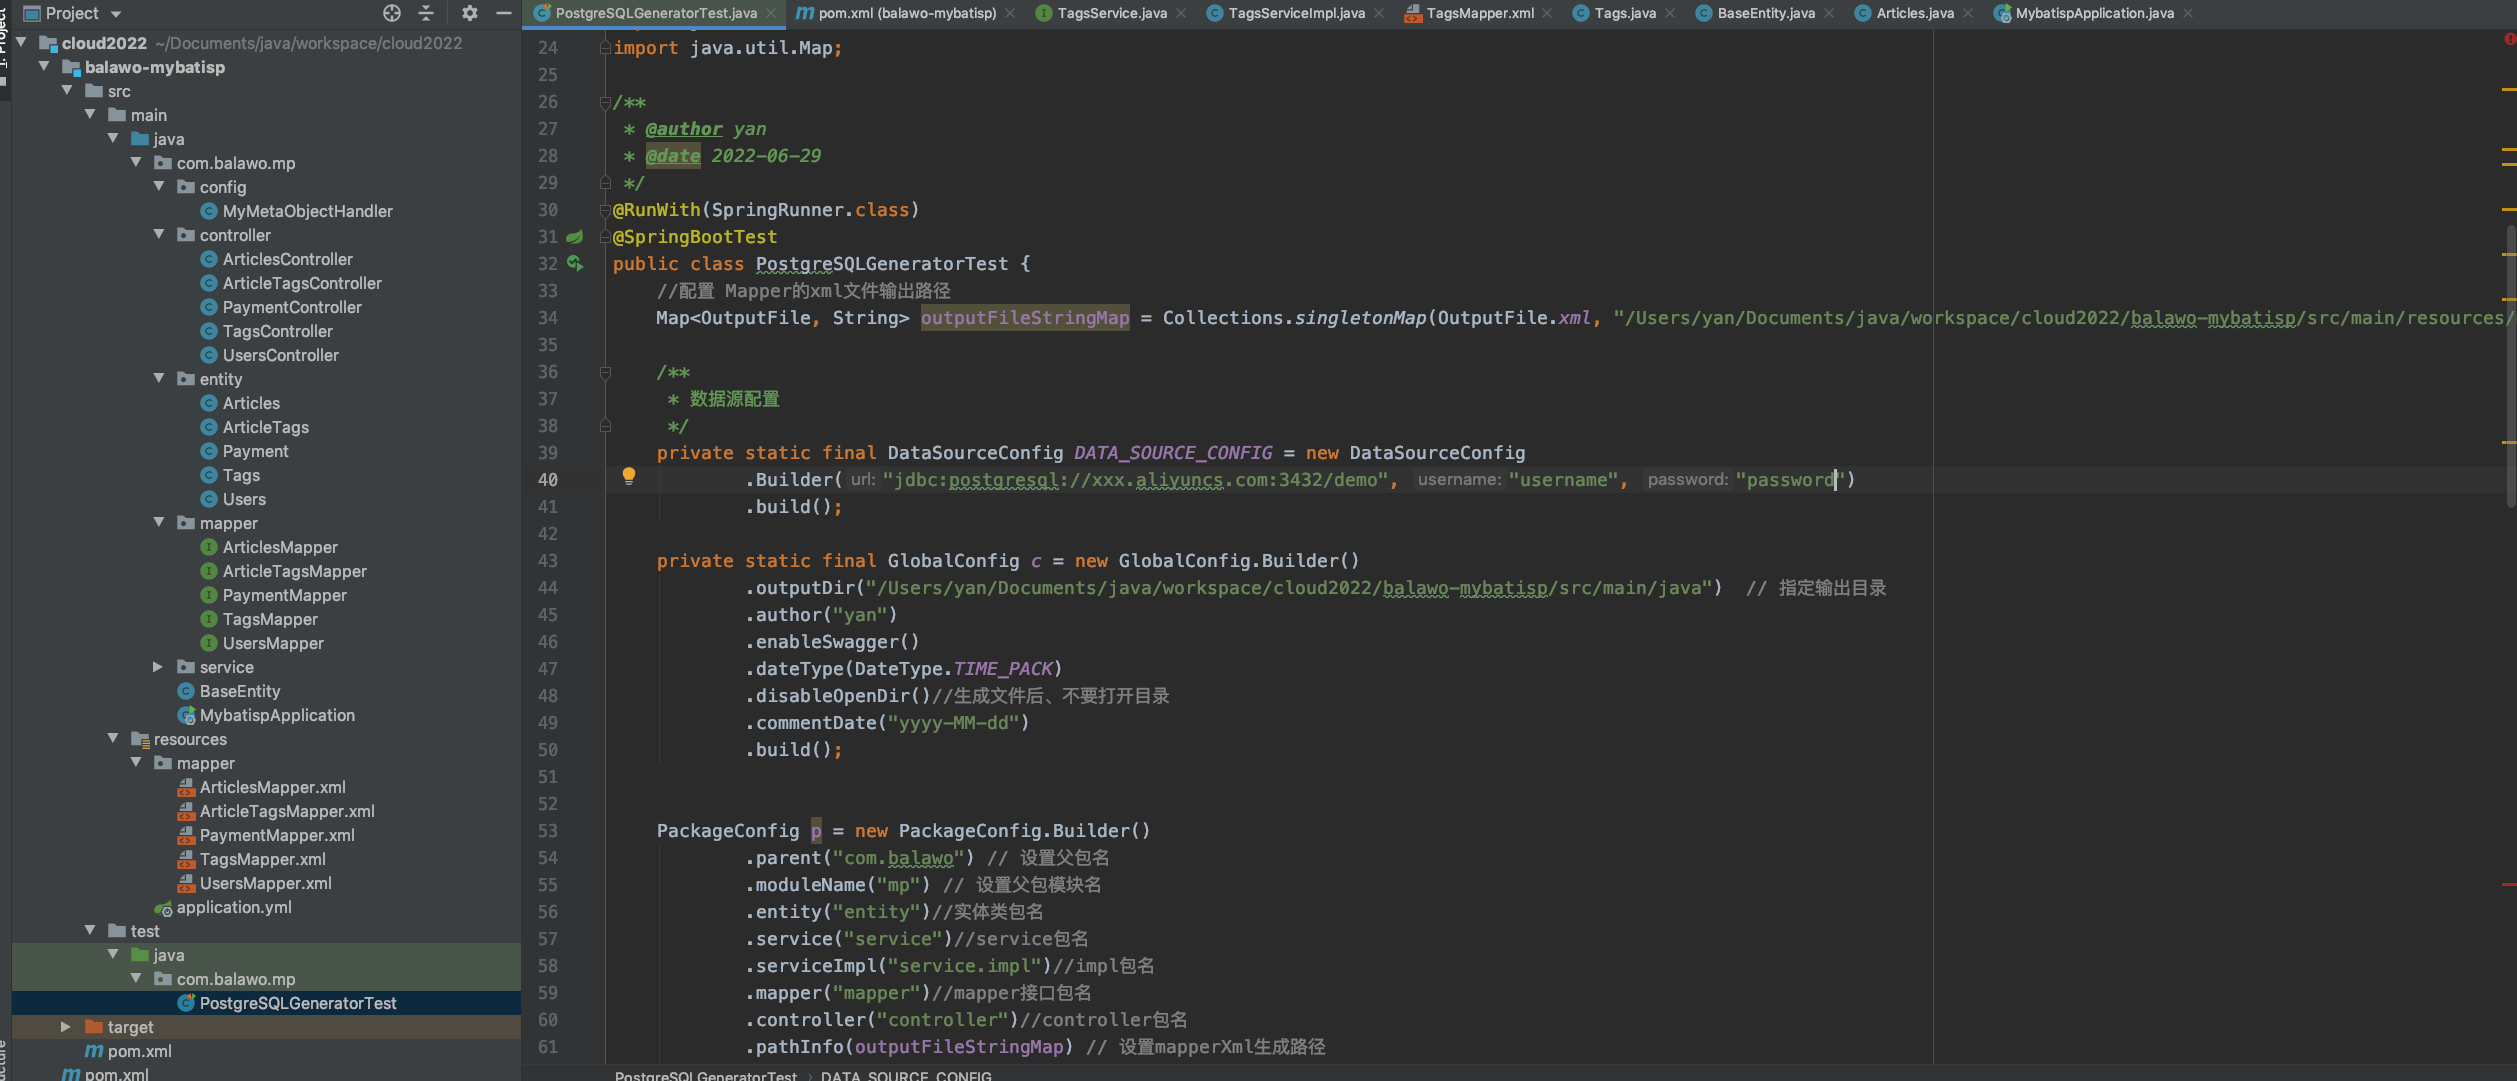 Project
PostgreSQLGeneratorTest.java
pom.xml (balawo-mybatisp)
TagsService.java
TagsServiceImpl.java
TagsMapper.xml
Tags.java
BaseEntity.java
Articles.java
MybatispApplication.java
cloud2022 ~/Documents/java/workspace/cloud2022
balawo-mybatisp
src
main
java
com.balawo.mp
config
MyMetaObjectHandler
controller
ArticlesController
ArticleTagsController
PaymentController
TagsController
UsersController
entity
Articles
ArticleTags
Payment
Tags
Users
mapper
ArticlesMapper
ArticleTagsMapper
PaymentMapper
TagsMapper
UsersMapper
service
BaseEntity
MybatispApplication
resources
mapper
ArticlesMapper.xml
ArticleTagsMapper.xml
PaymentMapper.xml
TagsMapper.xml
UsersMapper.xml
application.yml
test
java
com.balawo.mp
PostgreSQLGeneratorTest
target
pom.xml
pom.xml
24 import java.util.Map;
25
26 /**
27 * @author yan
28 * @date 2022-06-29
29 */
30 @RunWith(SpringRunner.class)
31 @SpringBootTest
32 public class PostgreSQLGeneratorTest {
33 //配置 Mapper的xml文件输出路径
34 Map<OutputFile, String> outputFileStringMap = Collections.singletonMap(OutputFile.xml, "/Users/yan/Documents/java/workspace/cloud2022/balawo-mybatisp/src/main/resources/
35
36 /**
37 * 数据源配置
38 */
39 private static final DataSourceConfig DATA_SOURCE_CONFIG = new DataSourceConfig
40 .Builder( url: "jdbc:postgresql://xxx.aliyuncs.com:3432/demo", username: "username", password: "password")
41 .build();
42
43 private static final GlobalConfig c = new GlobalConfig.Builder()
44 .outputDir("/Users/yan/Documents/java/workspace/cloud2022/balawo-mybatisp/src/main/java") // 指定输出目录
45 .author("yan")
46 .enableSwagger()
47 .dateType(DateType.TIME_PACK)
48 .disableOpenDir()//生成文件后、不要打开目录
49 .commentDate("yyyy-MM-dd")
50 .build();
51
52
53 PackageConfig p = new PackageConfig.Builder()
54 .parent("com.balawo") // 设置父包名
55 .moduleName("mp") // 设置父包模块名
56 .entity("entity")//实体类包名
57 .service("service")//service包名
58 .serviceImpl("service.impl")//impl包名
59 .mapper("mapper")//mapper接口包名
60 .controller("controller")//controller包名
61 .pathInfo(outputFileStringMap) // 设置mapperXml生成路径
PostgreSQLGeneratorTest › DATA_SOURCE_CONFIG